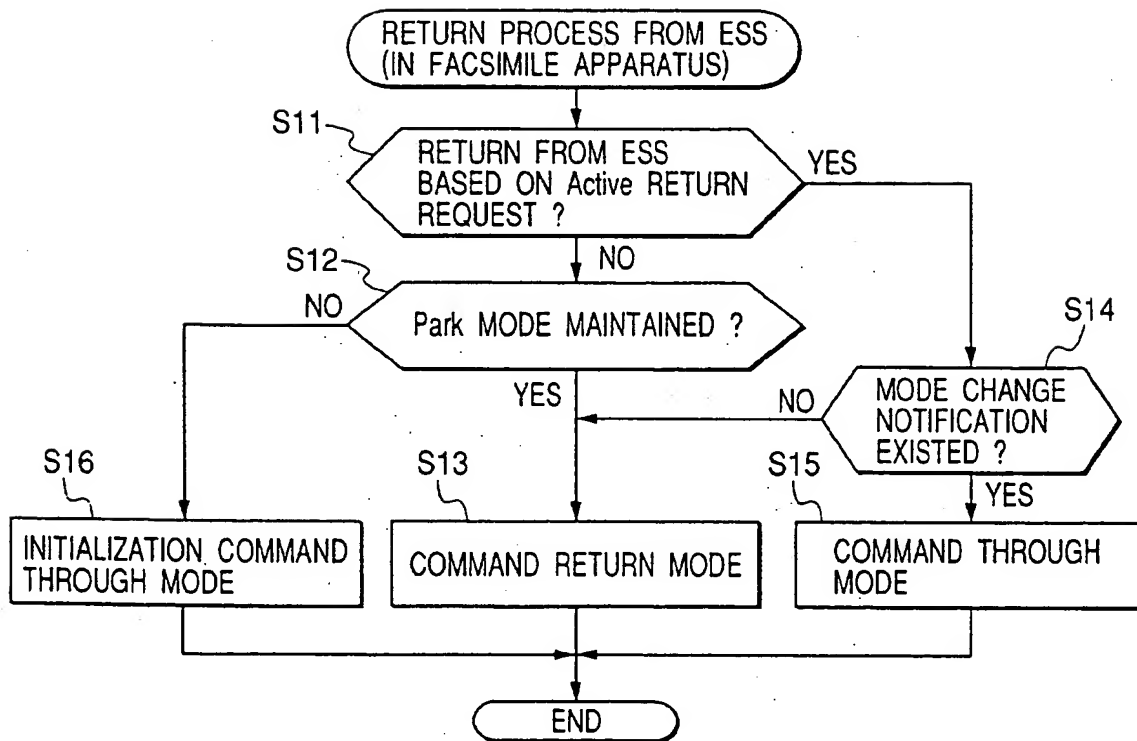 RETURN PROCESS FROM ESS
(IN FACSIMILE APPARATUS)
S11
RETURN FROM ESS
BASED ON Active RETURN
REQUEST ?
YES
NO
S12
NO
Park MODE MAINTAINED ?
YES
S14
NO
MODE CHANGE
NOTIFICATION
EXISTED ?
YES
S16
INITIALIZATION COMMAND
THROUGH MODE
S13
COMMAND RETURN MODE
S15
COMMAND THROUGH
MODE
END